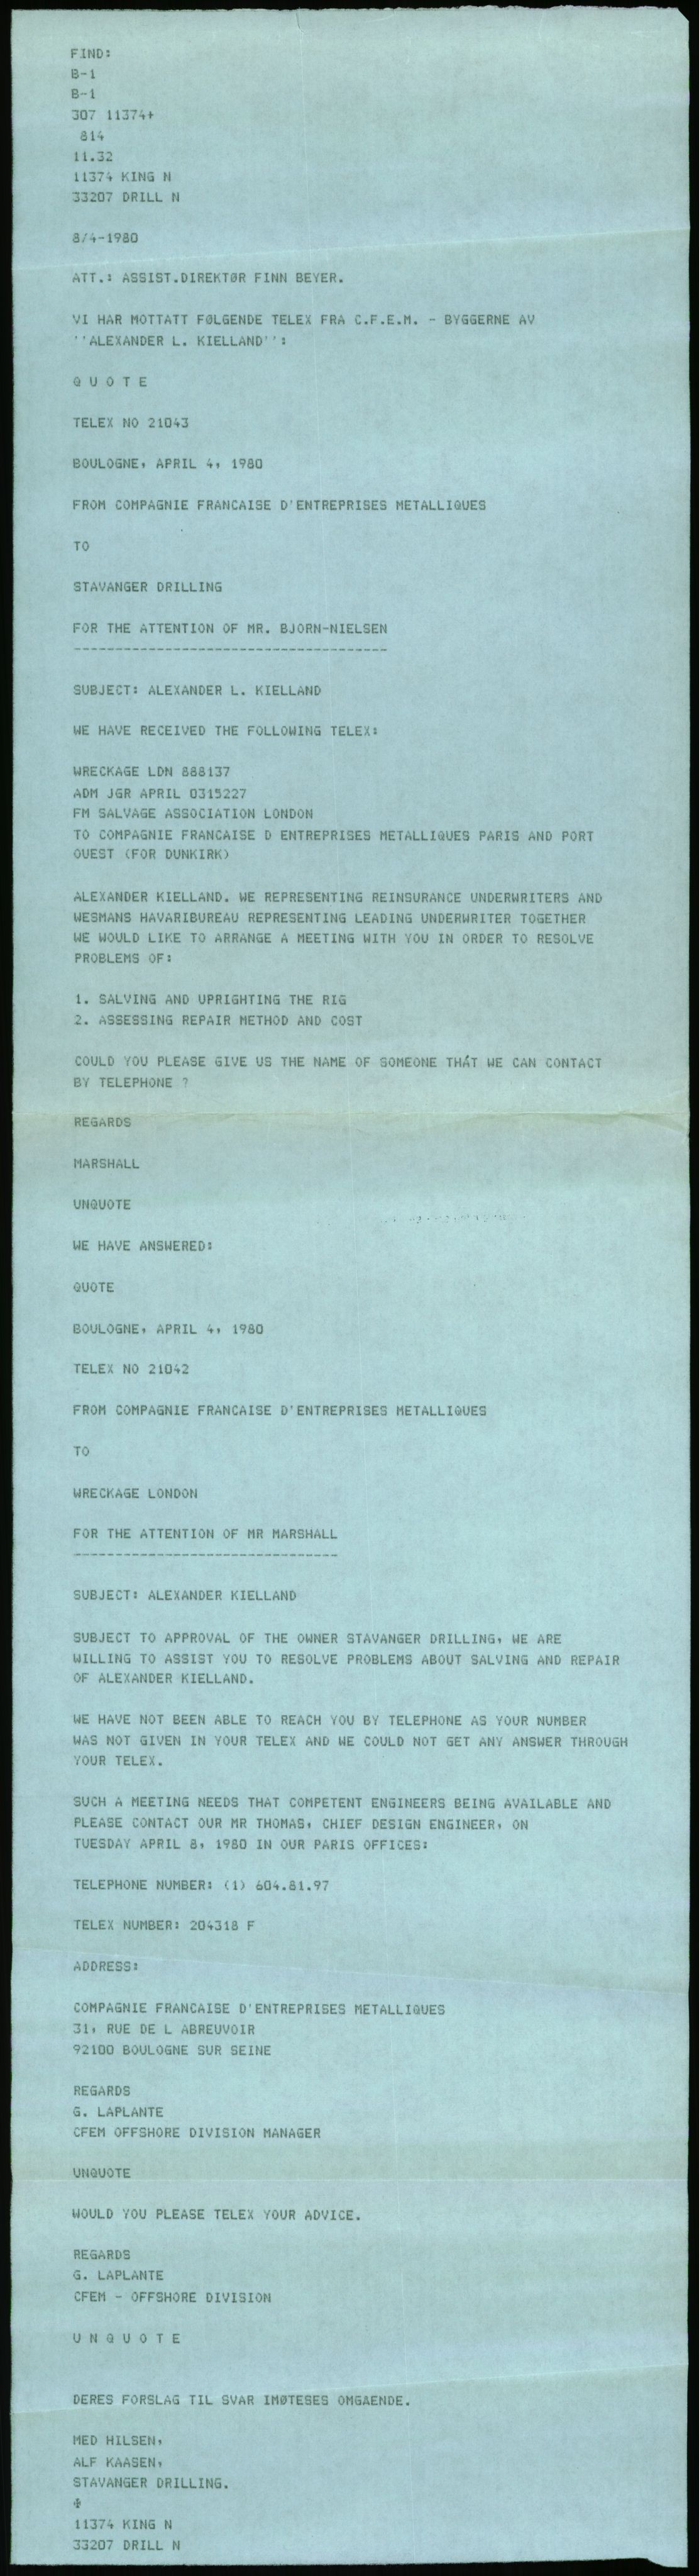 FIND:
B-1
B-1
307 11374+
814
11.32
11374 KING N
33207 DRILL N
8/4-1980
ATT.: ASSIST.DIREKTØR FINN BEYER.
VI HAR MOTTATT FØLGENDE TELEX FRA C.F.E.M. - BYGGERNE AV
''ALEXANDER L. KIELLAND'':
Q U O T E
TELEX NO 21043
BOULOGNE, APRIL 4, 1980
FROM COMPAGNIE FRANCAISE D'ENTREPRISES METALLIQUES
TO
STAVANGER DRILLING
FOR THE ATTENTION OF MR. BJORN-NIELSEN
--------------------------------------
SUBJECT: ALEXANDER L. KIELLAND
WE HAVE RECEIVED THE FOLLOWING TELEX:
WRECKAGE LDN 888137
ADM JGR APRIL 0315227
FM SALVAGE ASSOCIATION LONDON
TO COMPAGNIE FRANCAISE D ENTREPRISES METALLIQUES PARIS AND PORT
OUEST (FOR DUNKIRK)
ALEXANDER KIELLAND. WE REPRESENTING REINSURANCE UNDERWRITERS AND
WESMANS HAVARIBUREAU REPRESENTING LEADING UNDERWRITER TOGETHER
WE WOULD LIKE TO ARRANGE A MEETING WITH YOU IN ORDER TO RESOLVE
PROBLEMS OF:
1. SALVING AND UPRIGHTING THE RIG
2. ASSESSING REPAIR METHOD AND COST
COULD YOU PLEASE GIVE US THE NAME OF SOMEONE THAT WE CAN CONTACT
BY TELEPHONE ?
REGARDS
MARSHALL
UNQUOTE
WE HAVE ANSWERED:
QUOTE
BOULOGNE, APRIL 4, 1980
TELEX NO 21042
FROM COMPAGNIE FRANCAISE D'ENTREPRISES METALLIQUES
TO
WRECKAGE LONDON
FOR THE ATTENTION OF MR MARSHALL
--------------------------------
SUBJECT: ALEXANDER KIELLAND
SUBJECT TO APPROVAL OF THE OWNER STAVANGER DRILLING, WE ARE
WILLING TO ASSIST YOU TO RESOLVE PROBLEMS ABOUT SALVING AND REPAIR
OF ALEXANDER KIELLAND.
WE HAVE NOT BEEN ABLE TO REACH YOU BY TELEPHONE AS YOUR NUMBER
WAS NOT GIVEN IN YOUR TELEX AND WE COULD NOT GET ANY ANSWER THROUGH
YOUR TELEX.
SUCH A MEETING NEEDS THAT COMPETENT ENGINEERS BEING AVAILABLE AND
PLEASE CONTACT OUR MR THOMAS, CHIEF DESIGN ENGINEER, ON
TUESDAY APRIL 8, 1980 IN OUR PARIS OFFICES:
TELEPHONE NUMBER: (1) 604.81.97
TELEX NUMBER: 204318 F
ADDRESS:
COMPAGNIE FRANCAISE D'ENTREPRISES METALLIQUES
31, RUE DE L ABREUVOIR
92100 BOULOGNE SUR SEINE
REGARDS
G. LAPLANTE
CFEM OFFSHORE DIVISION MANAGER
UNQUOTE
WOULD YOU PLEASE TELEX YOUR ADVICE.
REGARDS
G. LAPLANTE
CFEM - OFFSHORE DIVISION
U N Q U O T E
DERES FORSLAG TIL SVAR IMØTESES OMGAENDE.
MED HILSEN,
ALF KAASEN,
STAVANGER DRILLING.
✠
11374 KING N
33207 DRILL N